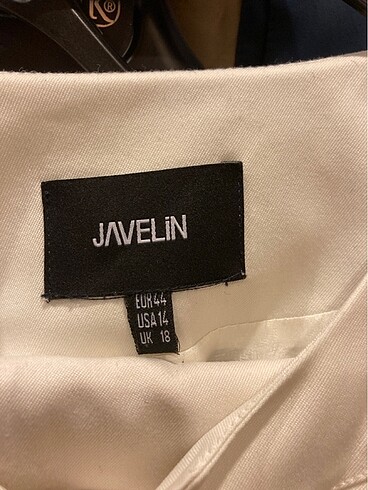 K®
JAVELiN
EUR 44
USA 14
UK 18